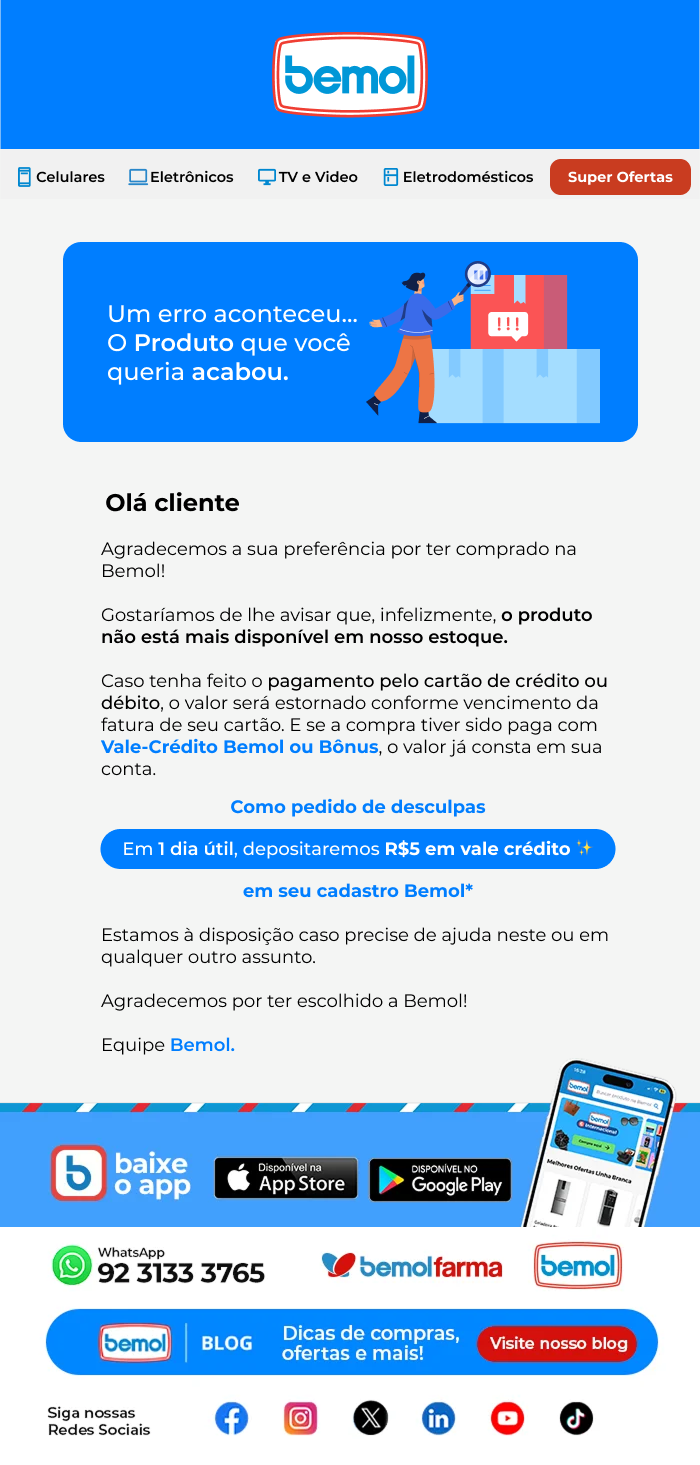 bemol
Celulares
Eletrônicos
TV e Video
Eletrodomésticos
Super Ofertas
Um erro aconteceu...
O Produto que você
queria acabou.
!!!
Olá cliente
Agradecemos a sua preferência por ter comprado na
Bemol!
Gostaríamos de lhe avisar que, infelizmente, o produto
não está mais disponível em nosso estoque.
Caso tenha feito o pagamento pelo cartão de crédito ou
débito, o valor será estornado conforme vencimento da
fatura de seu cartão. E se a compra tiver sido paga com
Vale-Crédito Bemol ou Bônus, o valor já consta em sua
conta.
Como pedido de desculpas
Em 1 dia útil, depositaremos R$5 em vale crédito ✨
em seu cadastro Bemol*
Estamos à disposição caso precise de ajuda neste ou em
qualquer outro assunto.
Agradecemos por ter escolhido a Bemol!
Equipe Bemol.
bemol
bemol
Internacional
Melhores Ofertas Linha Branca
b baixe
o app
Disponível na
App Store
DISPONÍVEL NO
Google Play
WhatsApp
92 3133 3765
bemolfarma
bemol
bemol
BLOG
Dicas de compras,
ofertas e mais!
Visite nosso blog
Siga nossas
Redes Sociais